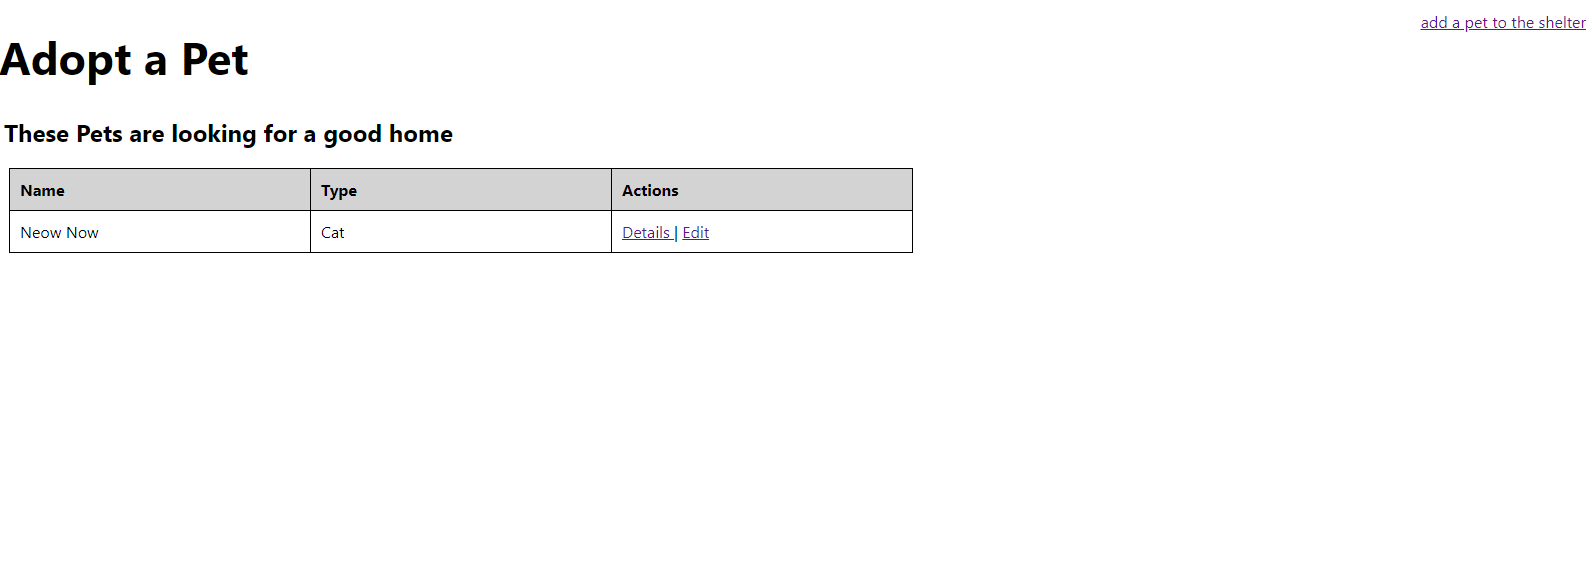 add a pet to the shelter
Adopt a Pet
These Pets are looking for a good home
Name Type Actions
Neow Now Cat Details | Edit